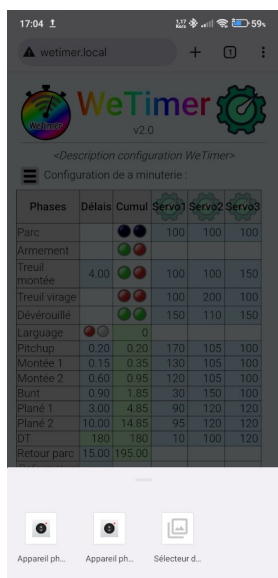 17:04
1,77 KB/s 59%
wetimer.local 1
WeTimer WeTimer
v2.0
<Description configuration WeTimer>
Configuration de a minuterie :
Phases Délais Cumul Servo1 Servo2 Servo3
Parc 100 100 100
Armement
Treuil montée 4.00 100 100 150
Treuil virage 100 200 100
Dévérouillé 150 110 150
Larguage 0
Pitchup 0.20 0.20 170 105 100
Montée 1 0.15 0.35 130 105 100
Montée 2 0.60 0.95 120 105 100
Bunt 0.90 1.85 30 150 100
Plané 1 3.00 4.85 90 120 120
Plané 2 10.00 14.85 95 120 120
DT 180 180 10 100 120
Retour parc 15.00 195.00
Appareil ph... Appareil ph... Sélecteur d...